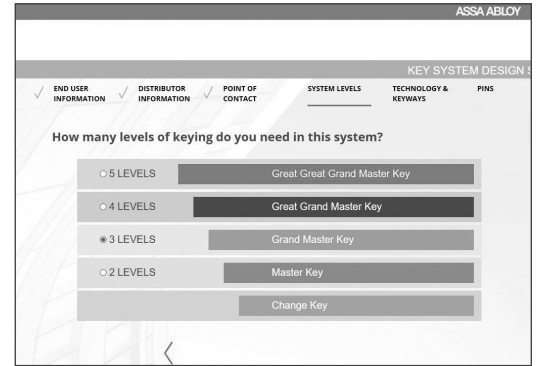 ASSA ABLOY
KEY SYSTEM DESIGN
END USER
INFORMATION
DISTRIBUTOR
INFORMATION
POINT OF
CONTACT
SYSTEM LEVELS
TECHNOLOGY &
KEYWAYS
PINS
How many levels of keying do you need in this system?
5 LEVELS Great Great Grand Master Key
4 LEVELS Great Grand Master Key
3 LEVELS Grand Master Key
2 LEVELS Master Key
Change Key